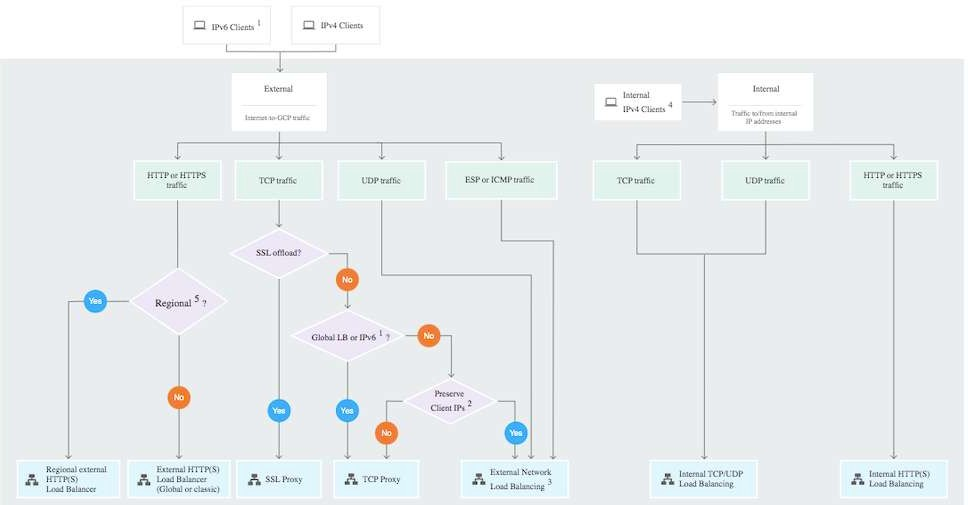 IPv6 Clients 1
IPv4 Clients
External
Internet-to-GCP traffic
Internal
IPv4 Clients 4
Internal
Traffic to/from internal
IP addresses
HTTP or HTTPS
traffic
TCP traffic
UDP traffic
ESP or ICMP traffic
TCP traffic
UDP traffic
HTTP or HTTPS
traffic
SSL offload?
No
Yes
Regional 5 ?
Global LB or IPv6 1 ?
No
No
Preserve
Client IPs 2
Yes
Yes
No
Yes
Regional external
HTTP(S)
Load Balancer
External HTTP(S)
Load Balancer
(Global or classic)
SSL Proxy
TCP Proxy
External Network
Load Balancing 3
Internal TCP/UDP
Load Balancing
Internal HTTP(S)
Load Balancing